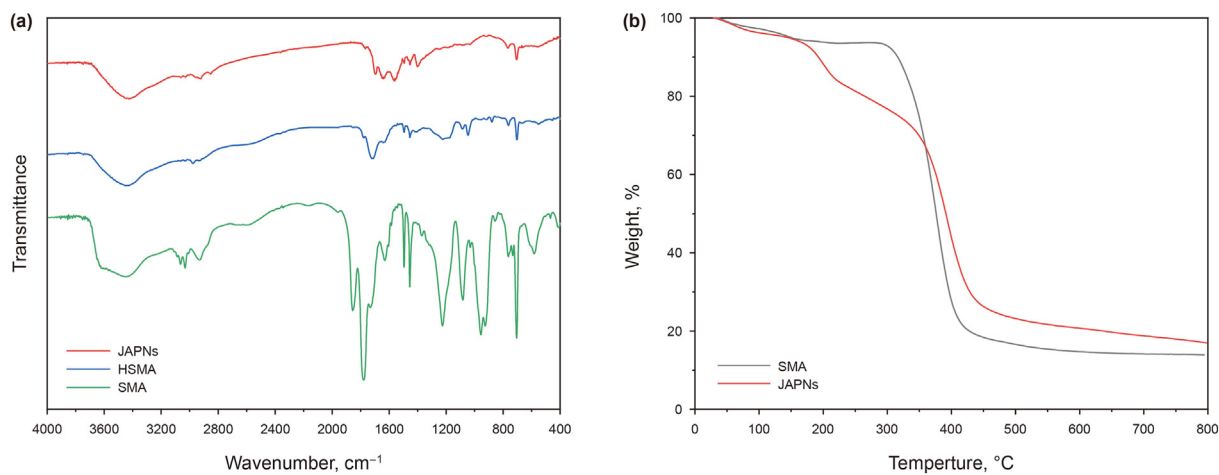 (a)
Transmittance
JAPNs
HSMA
SMA
4000 3600 3200 2800 2400 2000 1600 1200 800 400
Wavenumber, cm⁻¹
(b)
100
80
60
40
20
0
Weight, %
SMA
JAPNs
0 100 200 300 400 500 600 700 800
Temperture, °C